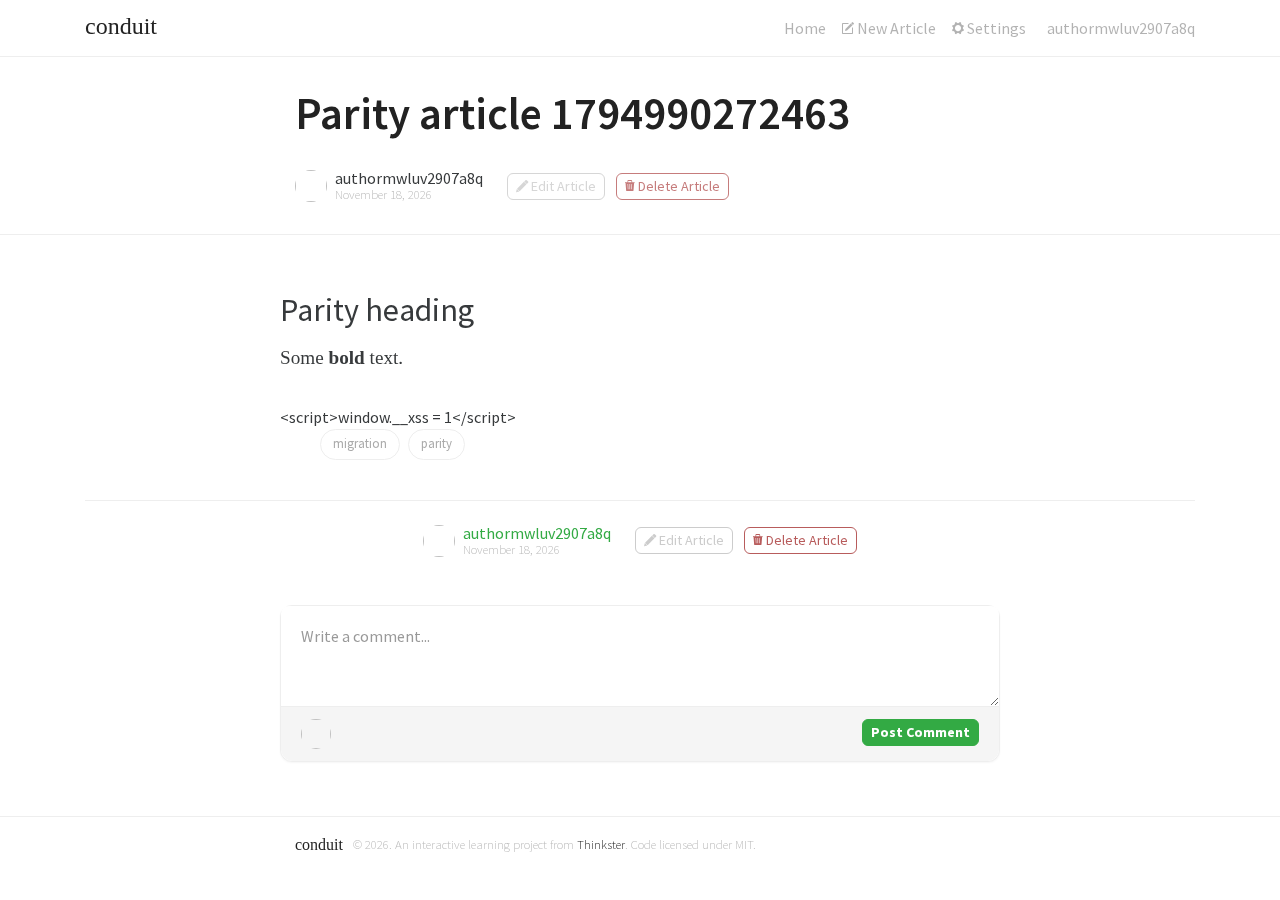 conduit
Home New Article Settings authormwluv2907a8q
Parity article 1794990272463
authormwluv2907a8q
November 18, 2026
Edit Article Delete Article
Parity heading
Some bold text.
<script>window.__xss = 1</script>
migration parity
authormwluv2907a8q
November 18, 2026
Edit Article Delete Article
Write a comment...
Post Comment
conduit © 2026. An interactive learning project from Thinkster. Code licensed under MIT.